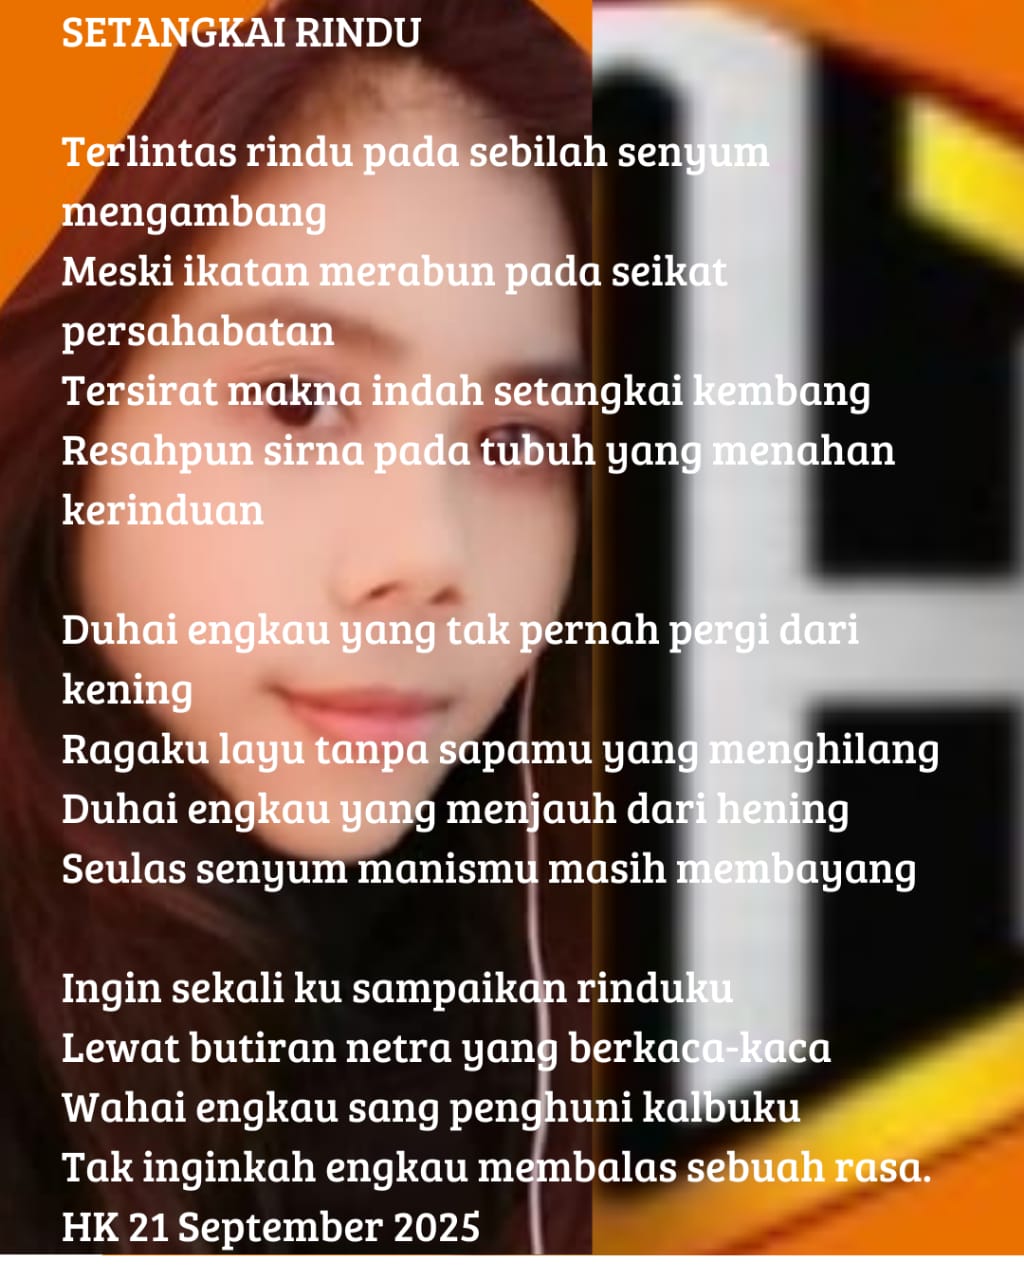 SETANGKAI RINDU
Terlintas rindu pada sebilah senyum
mengambang
Meski ikatan merabun pada seikat
persahabatan
Tersirat makna indah setangkai kembang
Resahpun sirna pada tubuh yang menahan
kerinduan
Duhai engkau yang tak pernah pergi dari
kening
Ragaku layu tanpa sapamu yang menghilang
Duhai engkau yang menjauh dari hening
Seulas senyum manismu masih membayang
Ingin sekali ku sampaikan rinduku
Lewat butiran netra yang berkaca-kaca
Wahai engkau sang penghuni kalbuku
Tak inginkah engkau membalas sebuah rasa.
HK 21 September 2025